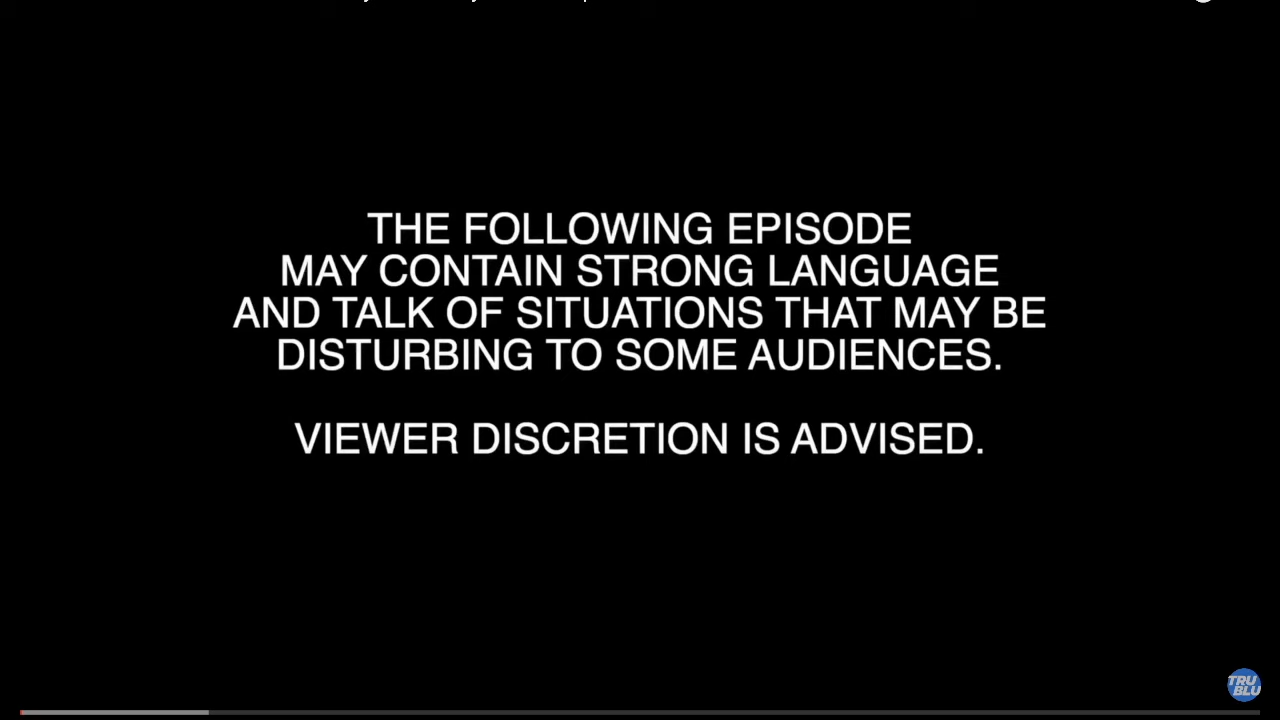 THE FOLLOWING EPISODE
MAY CONTAIN STRONG LANGUAGE
AND TALK OF SITUATIONS THAT MAY BE
DISTURBING TO SOME AUDIENCES.
VIEWER DISCRETION IS ADVISED.
TRU
BLU